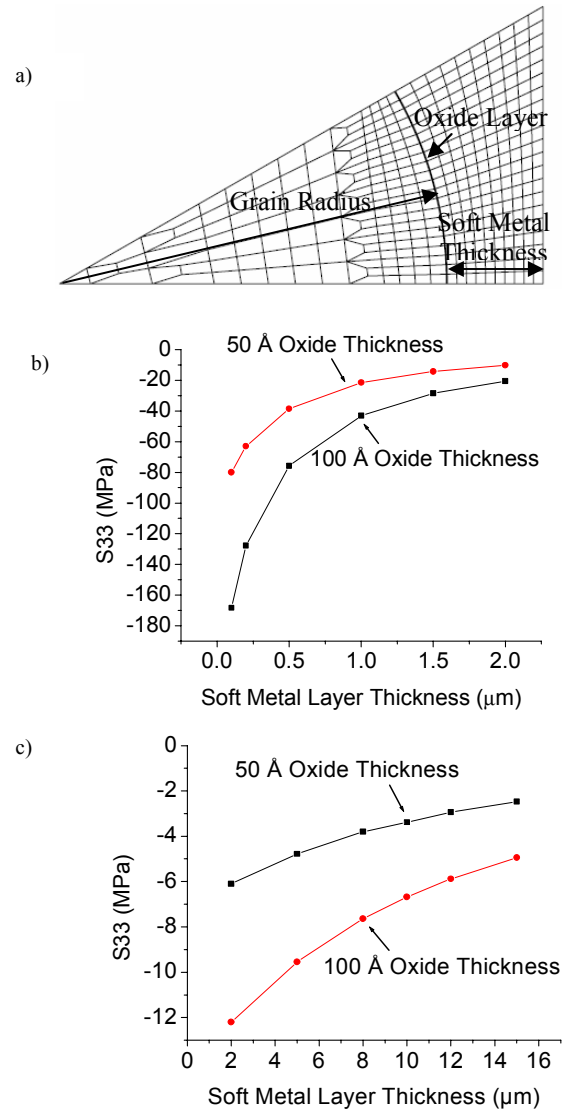 a)
Oxide Layer
Grain Radius
Soft Metal
Thickness
b)
0
-20
-40
-60
-80
-100
-120
-140
-160
-180
S33 (MPa)
50 Å Oxide Thickness
100 Å Oxide Thickness
0.0 0.5 1.0 1.5 2.0
Soft Metal Layer Thickness (μm)
c)
0
-2
-4
-6
-8
-10
-12
S33 (MPa)
50 Å Oxide Thickness
100 Å Oxide Thickness
0 2 4 6 8 10 12 14 16
Soft Metal Layer Thickness (µm)